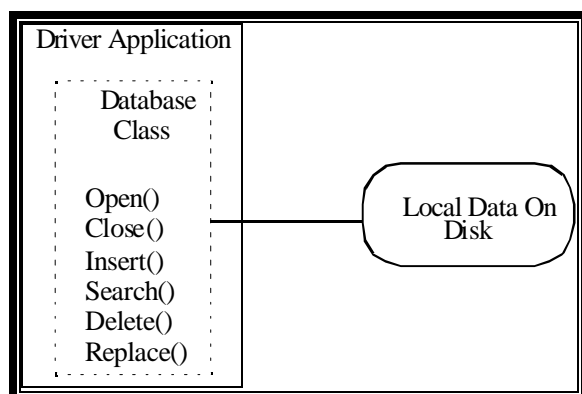 Driver Application
Database
Class
Open()
Close()
Insert()
Search()
Delete()
Replace()
Local Data On
Disk